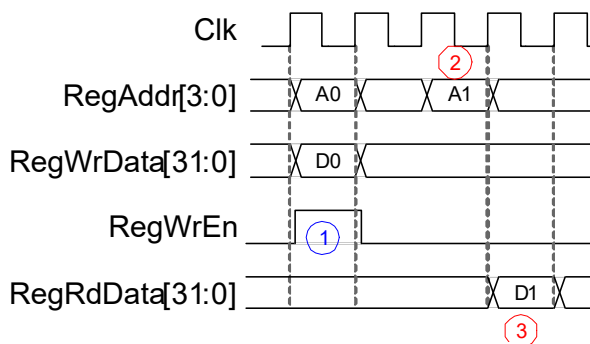 Clk
2
RegAddr[3:0] A0 A1
RegWrData[31:0] D0
RegWrEn 1
RegRdData[31:0] D1
3